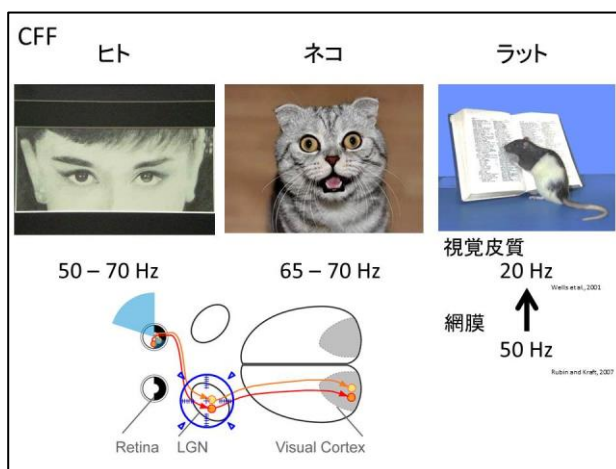 CFF
ヒト
ネコ
ラット
50 – 70 Hz
65 – 70 Hz
視覚皮質
20 Hz
Wells et al., 2001
網膜
50 Hz
Rubin and Kraft, 2007
Retina
LGN
Visual Cortex